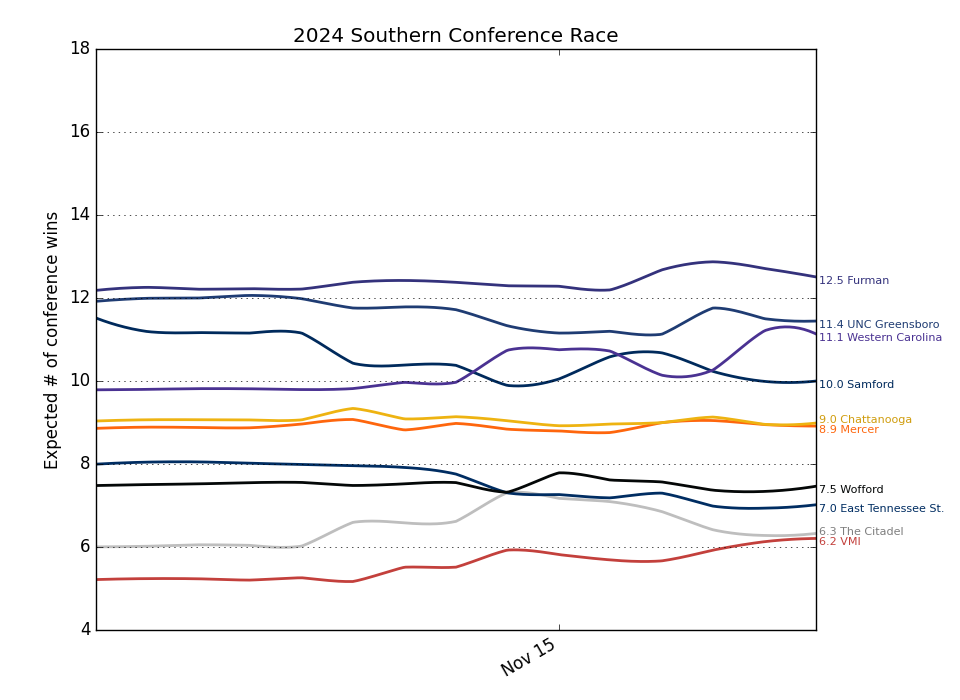 2024 Southern Conference Race
Expected # of conference wins
18
16
14
12
10
8
6
4
Nov 15
12.5 Furman
11.4 UNC Greensboro
11.1 Western Carolina
10.0 Samford
9.0 Chattanooga
8.9 Mercer
7.5 Wofford
7.0 East Tennessee St.
6.3 The Citadel
6.2 VMI